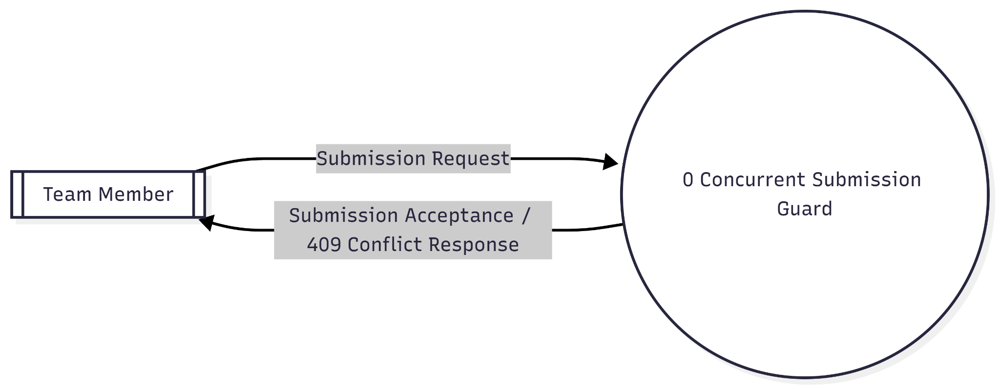 Submission Request
Team Member
Submission Acceptance /
409 Conflict Response
0 Concurrent Submission
Guard